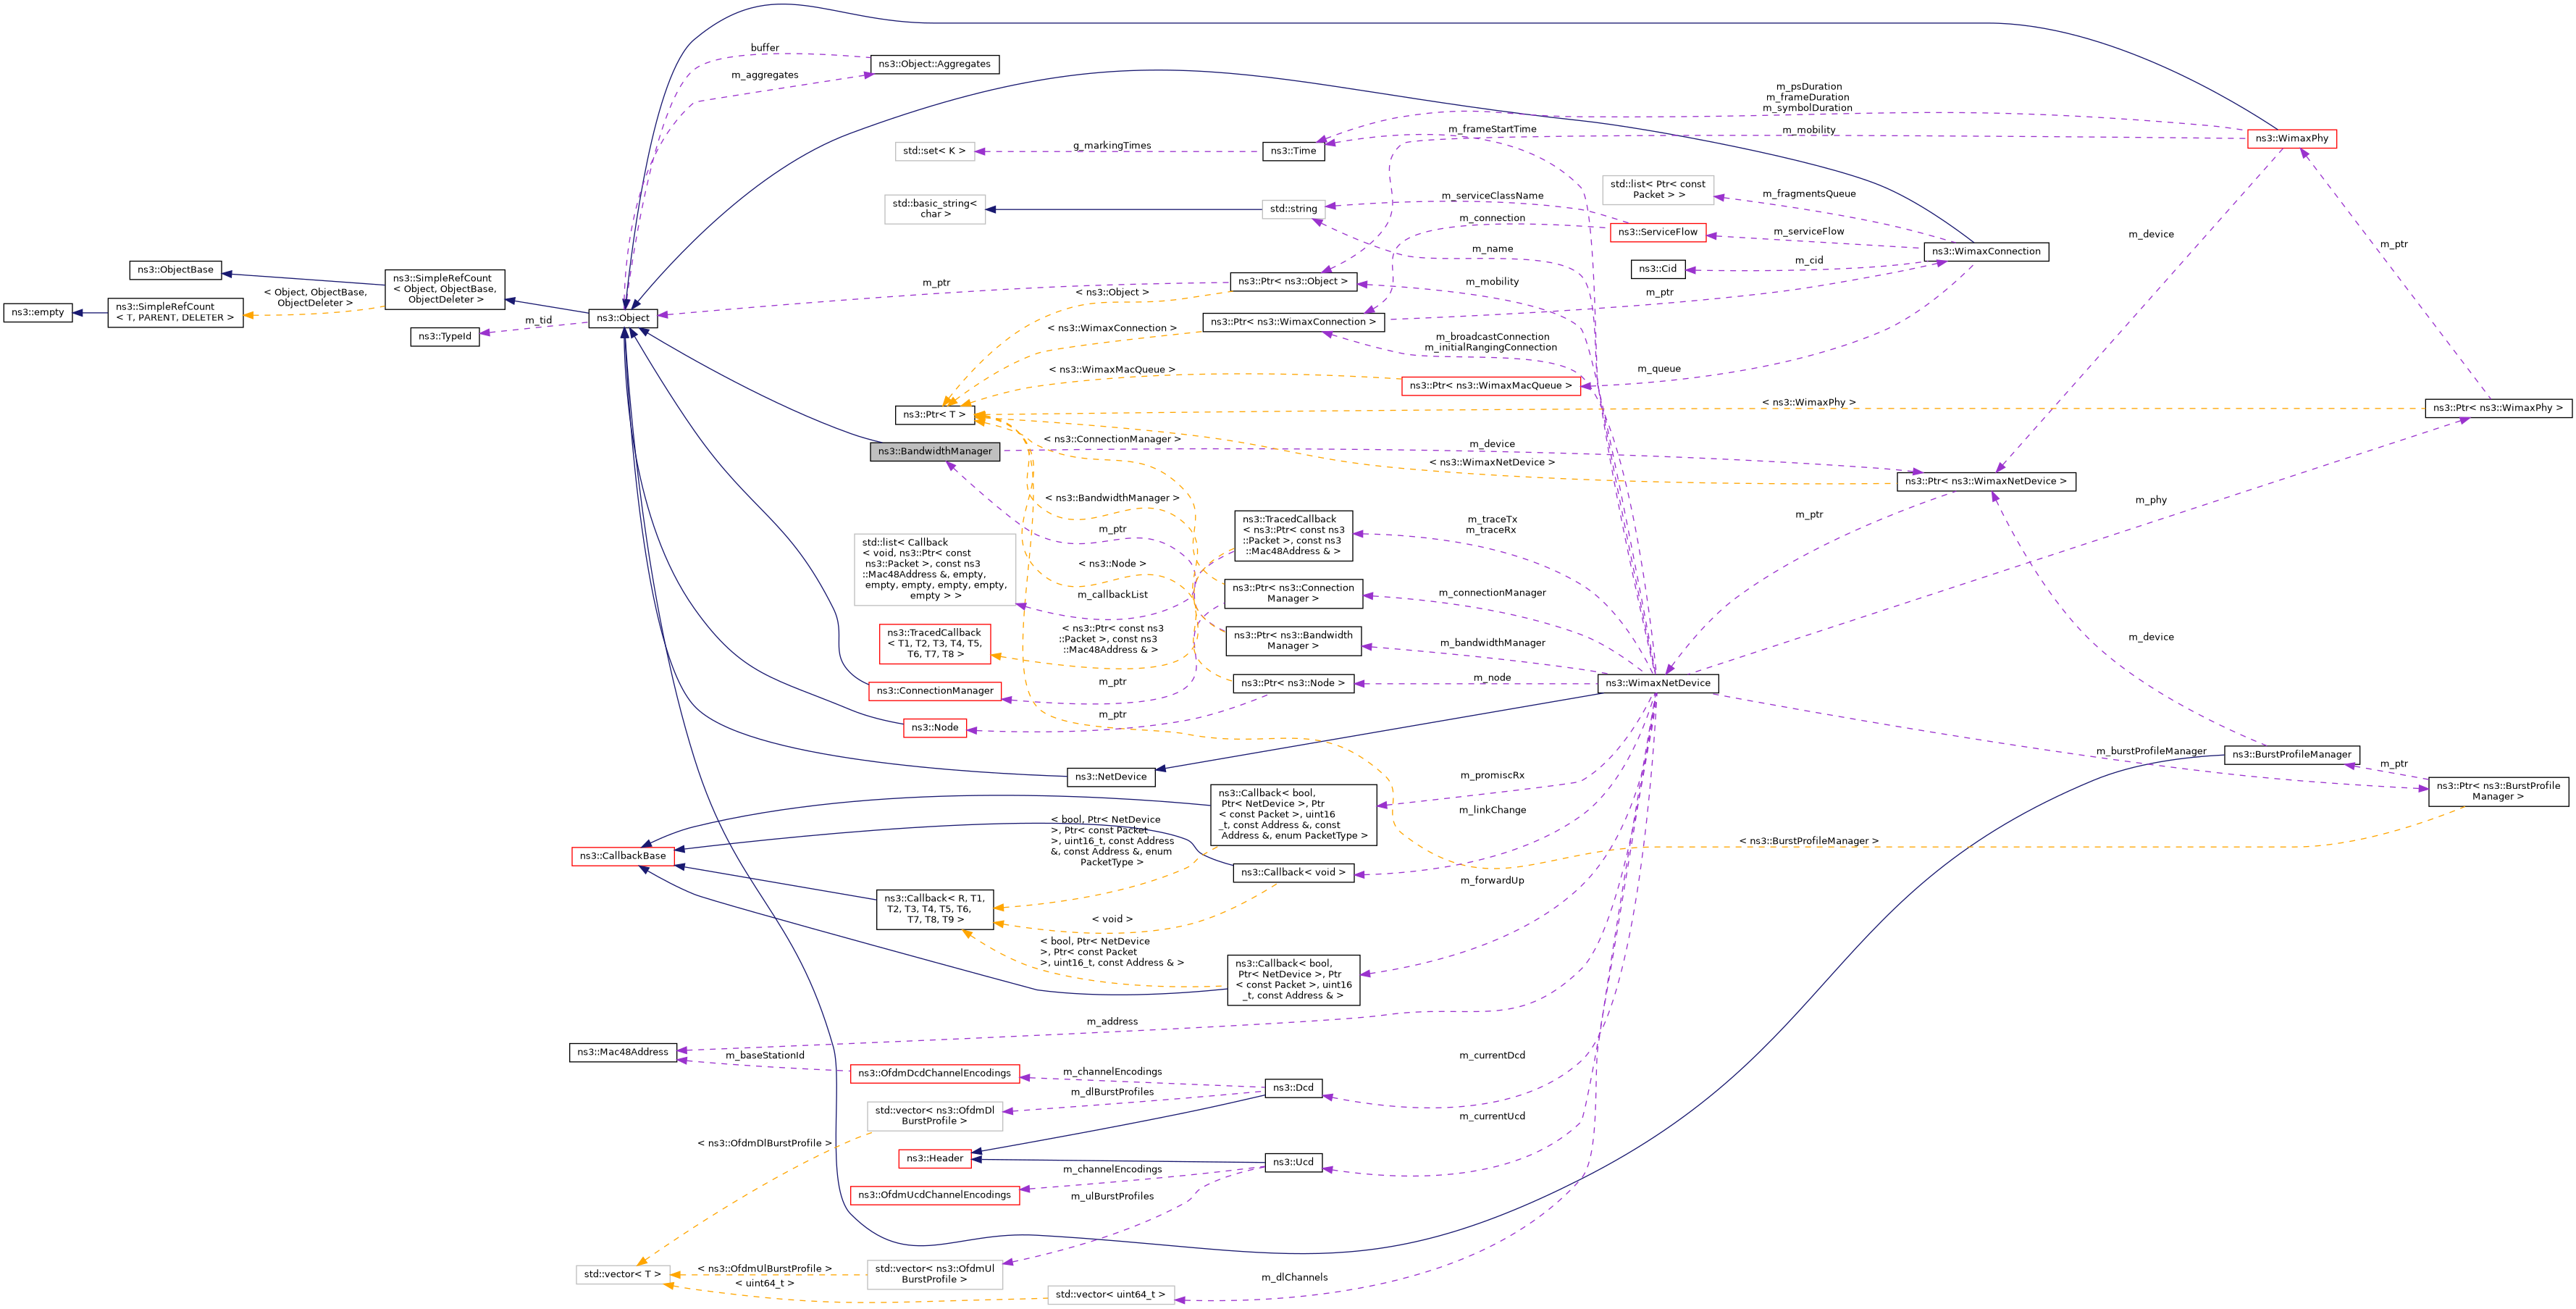 buffer
ns3::Object::Aggregates
m_aggregates
m_psDuration
m_frameDuration
m_symbolDuration
m_frameStartTime
m_mobility
ns3::WimaxPhy
std::set< K >
g_markingTimes
ns3::Time
std::list< Ptr< const
Packet > >
m_fragmentsQueue
std::basic_string<
char >
std::string
m_serviceClassName
m_connection
ns3::ServiceFlow
m_serviceFlow
m_device
m_ptr
m_name
ns3::WimaxConnection
ns3::Cid
m_cid
ns3::ObjectBase
ns3::SimpleRefCount
< Object, ObjectBase,
ObjectDeleter >
< Object, ObjectBase,
ObjectDeleter >
m_ptr
ns3::Ptr< ns3::Object >
m_mobility
< ns3::Object >
m_ptr
ns3::empty
ns3::SimpleRefCount
< T, PARENT, DELETER >
ns3::Object
m_tid
ns3::TypeId
< ns3::WimaxConnection >
ns3::Ptr< ns3::WimaxConnection >
m_broadcastConnection
m_initialRangingConnection
< ns3::WimaxMacQueue >
ns3::Ptr< ns3::WimaxMacQueue >
m_queue
ns3::Ptr< T >
< ns3::WimaxPhy >
ns3::Ptr< ns3::WimaxPhy >
ns3::BandwidthManager
< ns3::ConnectionManager >
m_device
< ns3::WimaxNetDevice >
ns3::Ptr< ns3::WimaxNetDevice >
< ns3::BandwidthManager >
m_phy
m_ptr
m_ptr
ns3::TracedCallback
< ns3::Ptr< const ns3
::Packet >, const ns3
::Mac48Address & >
m_traceTx
m_traceRx
std::list< Callback
< void, ns3::Ptr< const
ns3::Packet >, const ns3
::Mac48Address &, empty,
empty, empty, empty, empty,
empty > >
< ns3::Node >
m_callbackList
ns3::Ptr< ns3::Connection
Manager >
m_connectionManager
ns3::TracedCallback
< T1, T2, T3, T4, T5,
T6, T7, T8 >
< ns3::Ptr< const ns3
::Packet >, const ns3
::Mac48Address & >
ns3::Ptr< ns3::Bandwidth
Manager >
m_bandwidthManager
m_device
ns3::ConnectionManager
m_ptr
ns3::Ptr< ns3::Node >
m_node
ns3::WimaxNetDevice
ns3::Node
m_ptr
m_burstProfileManager
ns3::BurstProfileManager
m_ptr
ns3::NetDevice
m_promiscRx
ns3::Ptr< ns3::BurstProfile
Manager >
ns3::Callback< bool,
Ptr< NetDevice >, Ptr
< const Packet >, uint16
_t, const Address &, const
Address &, enum PacketType >
m_linkChange
< bool, Ptr< NetDevice
>, Ptr< const Packet
>, uint16_t, const Address
&, const Address &, enum
PacketType >
< ns3::BurstProfileManager >
ns3::CallbackBase
ns3::Callback< void >
m_forwardUp
ns3::Callback< R, T1,
T2, T3, T4, T5, T6,
T7, T8, T9 >
< void >
< bool, Ptr< NetDevice
>, Ptr< const Packet
>, uint16_t, const Address & >
ns3::Callback< bool,
Ptr< NetDevice >, Ptr
< const Packet >, uint16
_t, const Address & >
m_address
ns3::Mac48Address
m_baseStationId
m_currentDcd
ns3::OfdmDcdChannelEncodings
m_channelEncodings
ns3::Dcd
m_dlBurstProfiles
std::vector< ns3::OfdmDl
BurstProfile >
m_currentUcd
< ns3::OfdmDlBurstProfile >
ns3::Header
ns3::Ucd
m_channelEncodings
ns3::OfdmUcdChannelEncodings
m_ulBurstProfiles
std::vector< T >
< ns3::OfdmUlBurstProfile >
std::vector< ns3::OfdmUl
BurstProfile >
< uint64_t >
m_dlChannels
std::vector< uint64_t >